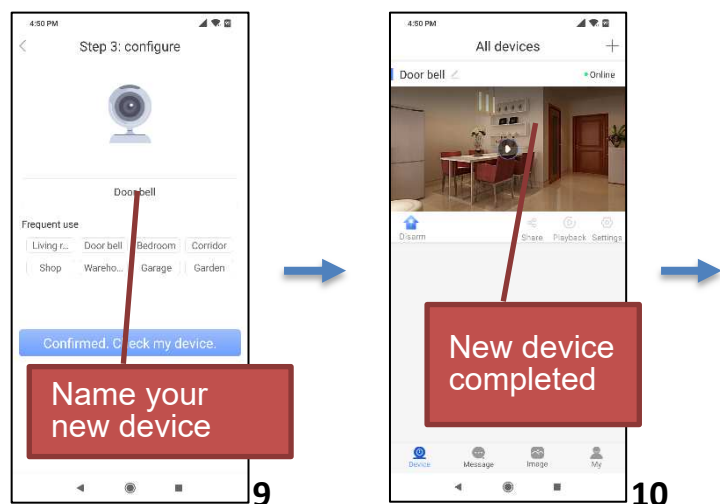 4:50 PM
Step 3: configure
Door bell
Frequent use
Living r... Door bell Bedroom Corridor
Shop Wareho... Garage Garden
Confirmed. Check my device.
Name your
new device
9
4:50 PM
All devices
Door bell
Online
Disarm Share Playback Settings
New device
completed
Device Message Image My
10